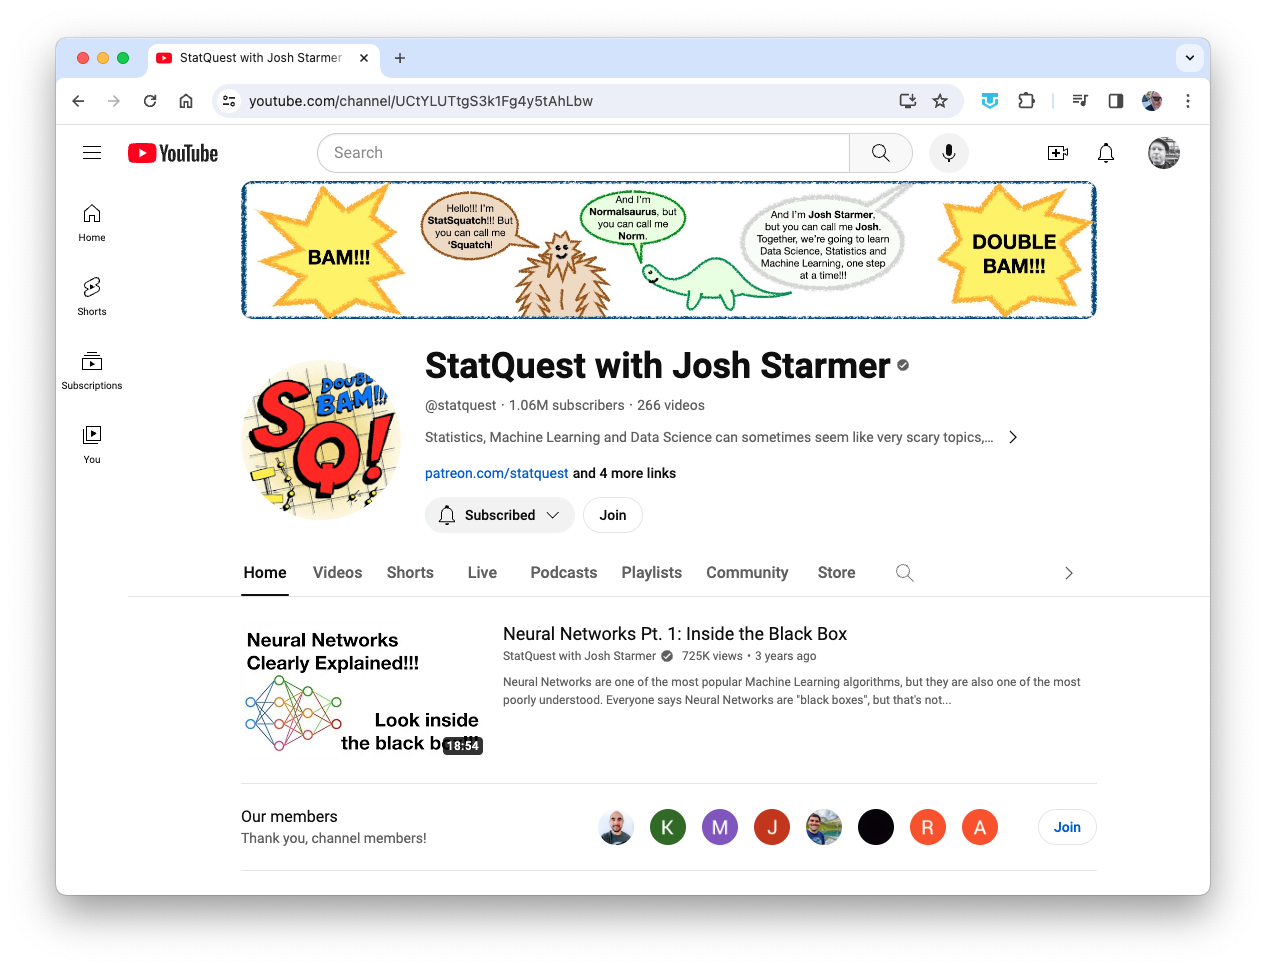 StatQuest with Josh Starmer
youtube.com/channel/UCtYLUTtgS3k1Fg4y5tAhLbw
YouTube
Search
Home
Shorts
Subscriptions
You
BAM!!!
Hello!!! I'm
StatSquatch!!! But
you can call me
'Squatch!
And I'm
Normalsaurus, but
you can call me
Norm.
And I'm Josh Starmer,
but you can call me Josh.
Together, we're going to learn
Data Science, Statistics and
Machine Learning, one step
at a time!!!
DOUBLE
BAM!!!
DOUBLE
BAM!!!
SQ!
StatQuest with Josh Starmer
@statquest · 1.06M subscribers · 266 videos
Statistics, Machine Learning and Data Science can sometimes seem like very scary topics,...
patreon.com/statquest and 4 more links
Subscribed
Join
Home Videos Shorts Live Podcasts Playlists Community Store
Neural Networks
Clearly Explained!!!
Look inside
the black
18:54
Neural Networks Pt. 1: Inside the Black Box
StatQuest with Josh Starmer 725K views • 3 years ago
Neural Networks are one of the most popular Machine Learning algorithms, but they are also one of the most
poorly understood. Everyone says Neural Networks are "black boxes", but that's not...
Our members
Thank you, channel members!
K M J R A
Join